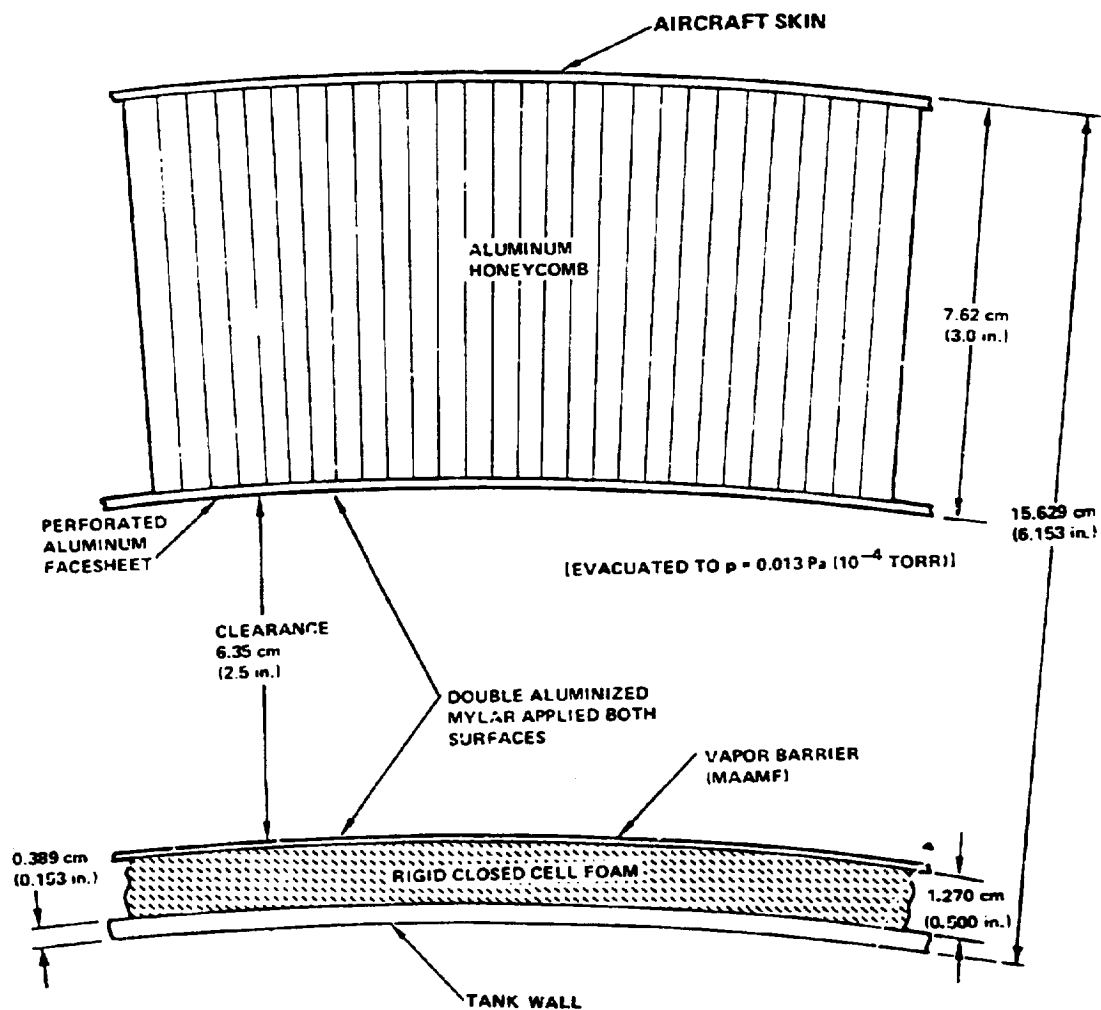 AIRCRAFT SKIN
ALUMINUM
HONEYCOMB
7.62 cm
(3.0 in.)
15.629 cm
(6.153 in.)
PERFORATED
ALUMINUM
FACESHEET
[EVACUATED TO p = 0.013 Pa (10⁻⁴ TORR)]
CLEARANCE
6.35 cm
(2.5 in.)
DOUBLE ALUMINIZED
MYLAR APPLIED BOTH
SURFACES
VAPOR BARRIER
(MAAMF)
0.389 cm
(0.153 in.)
RIGID CLOSED CELL FOAM
1.270 cm
(0.500 in.)
TANK WALL